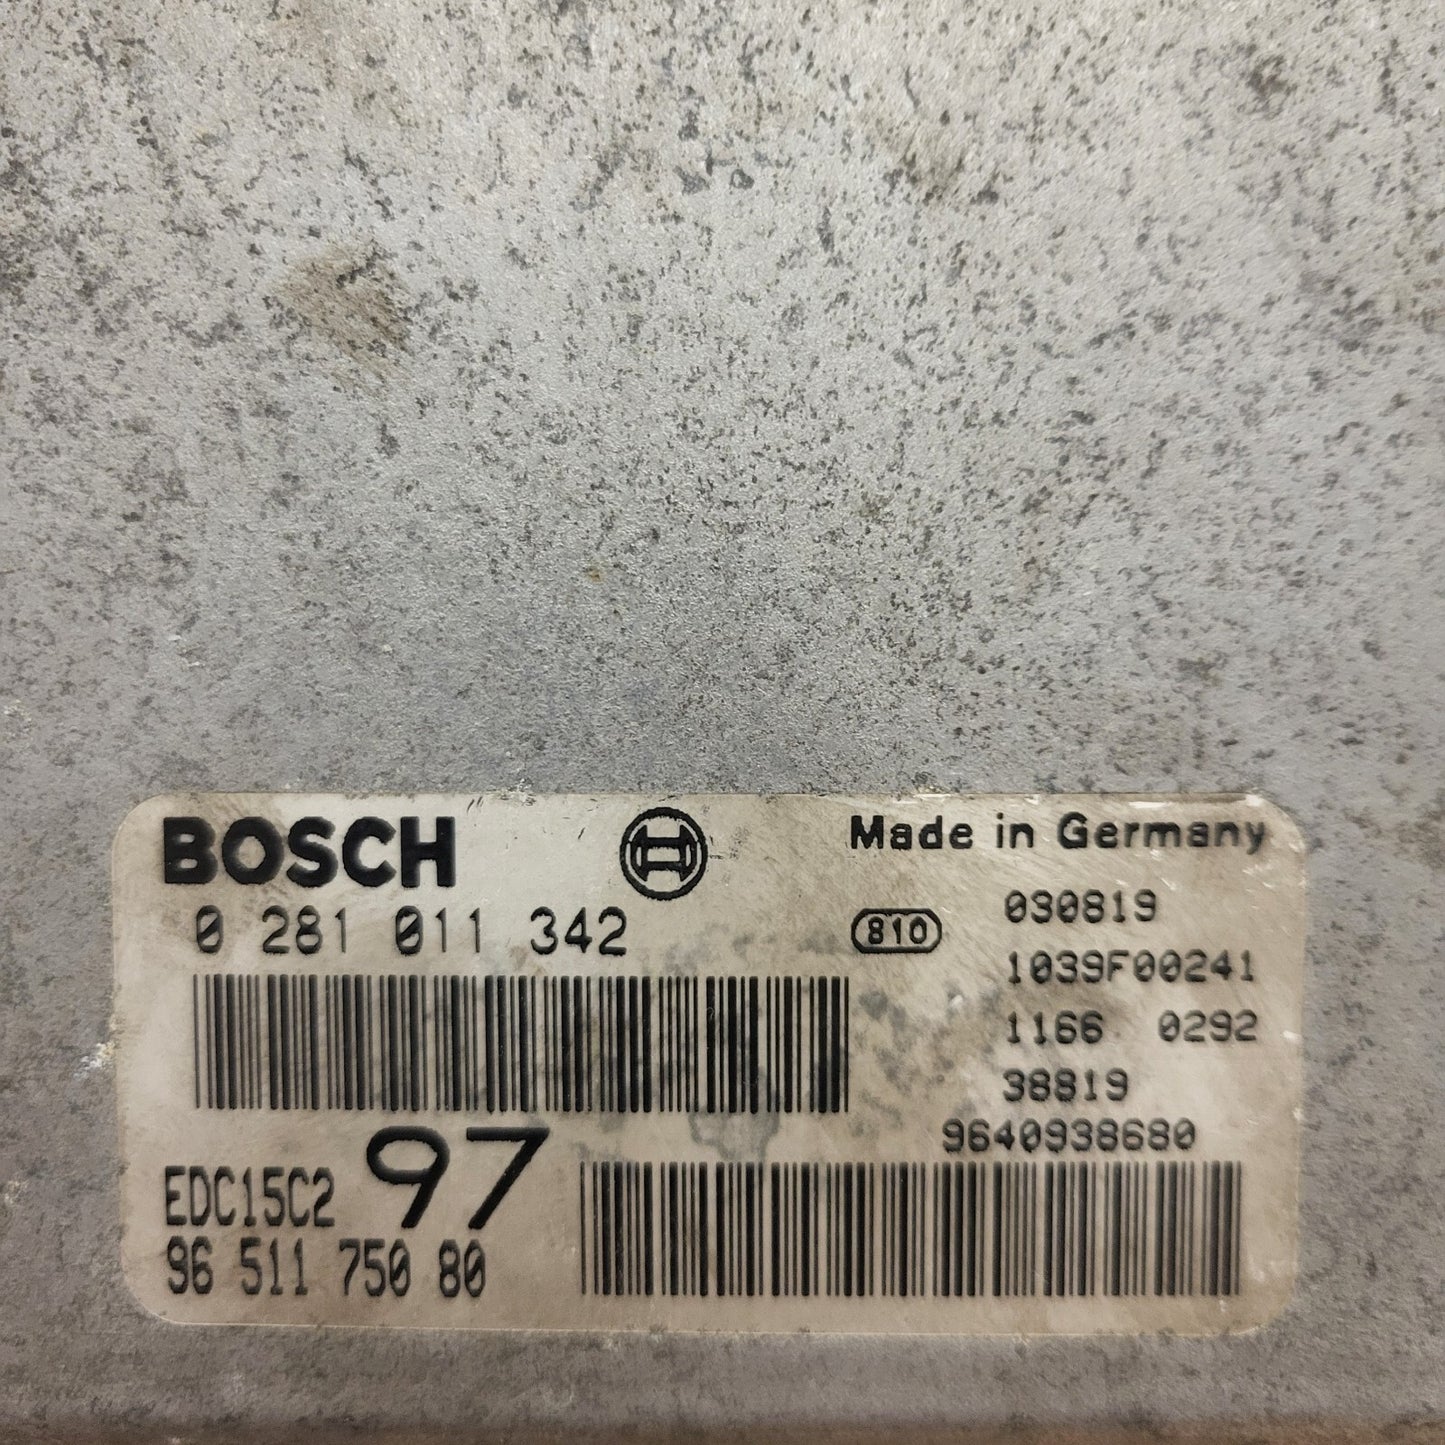 BOSCH
Made in Germany
0 281 011 342
810
030819
1039F00241
1166 0292
38819
9640938680
EDC15C2
97
96 511 750 80